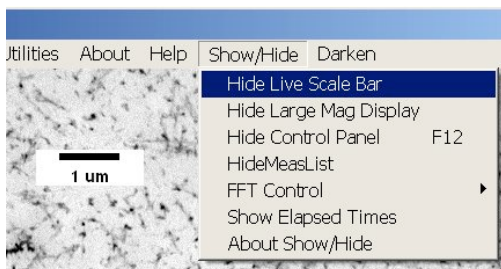 Utilities About Help Show/Hide Darken
Hide Live Scale Bar
Hide Large Mag Display
Hide Control Panel F12
HideMeasList
FFT Control
Show Elapsed Times
About Show/Hide
1 um